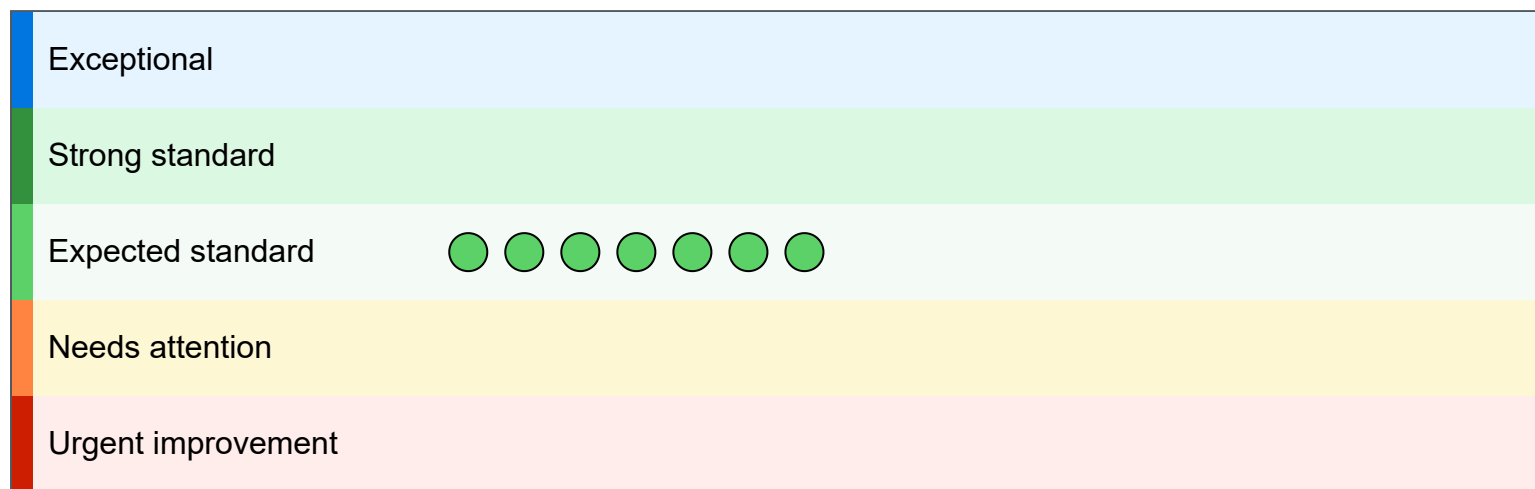 Exceptional
Strong standard
Expected standard
Needs attention
Urgent improvement